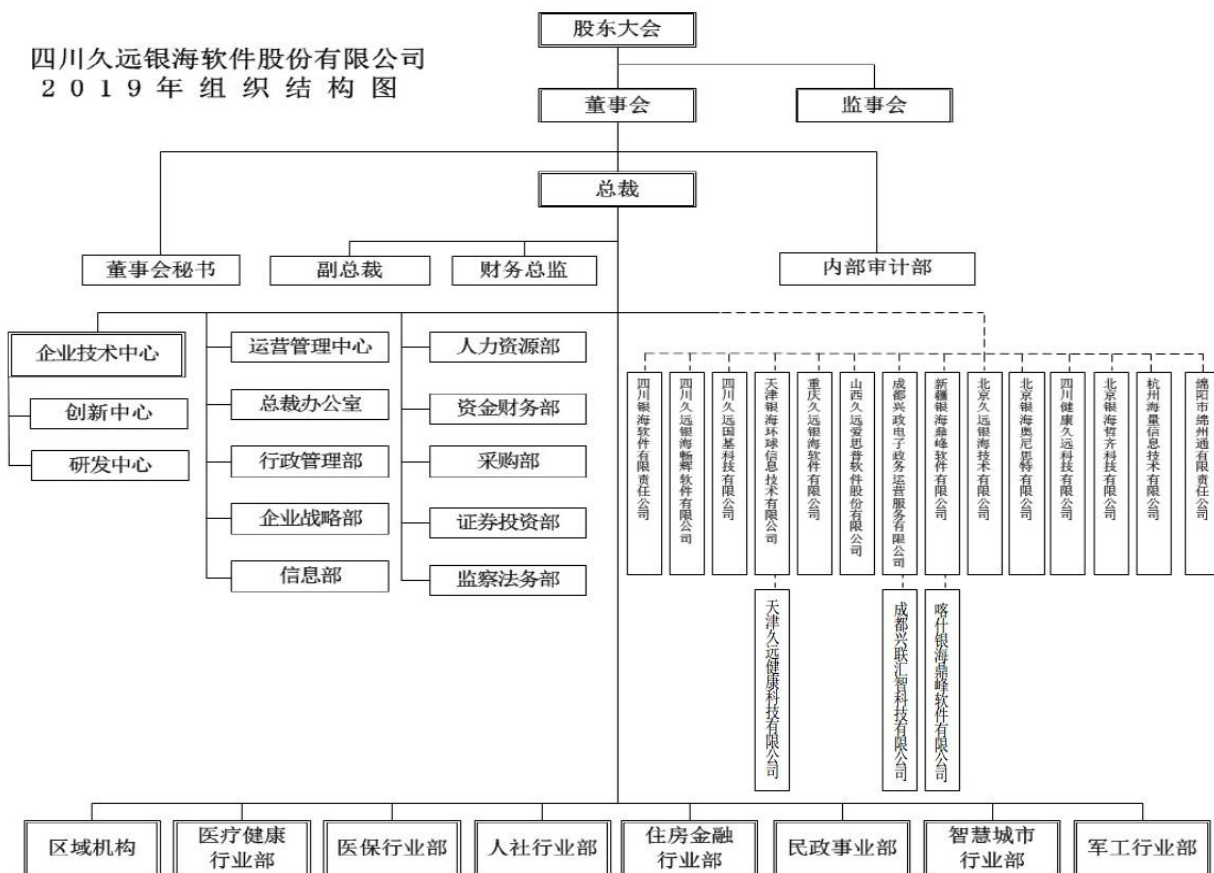 四川久远银海软件股份有限公司
2019年组织结构图
股东大会
董事会
监事会
总裁
董事会秘书
副总裁
财务总监
内部审计部
企业技术中心
创新中心
研发中心
运营管理中心
总裁办公室
行政管理部
企业战略部
信息部
人力资源部
资金财务部
采购部
证券投资部
监察法务部
四川银海软件有限责任公司
四川久远银海畅辉软件有限公司
四川久远国基科技有限公司
天津银海环球信息技术有限公司
重庆久远银海软件有限公司
山西久远爱思普软件股份有限公司
成都兴政电子政务运营服务有限公司
新疆银海鼎峰软件有限公司
北京久远银海技术有限公司
北京银海奥尼思特有限公司
四川健康久远科技有限公司
北京银海哲齐科技有限公司
杭州海量信息技术有限公司
绵阳市绵州通有限责任公司
天津久远健康科技有限公司
成都兴联汇智科技有限公司
喀什银海鼎峰软件有限公司
区域机构
医疗健康
行业部
医保行业部
人社行业部
住房金融
行业部
民政事业部
智慧城市
行业部
军工行业部